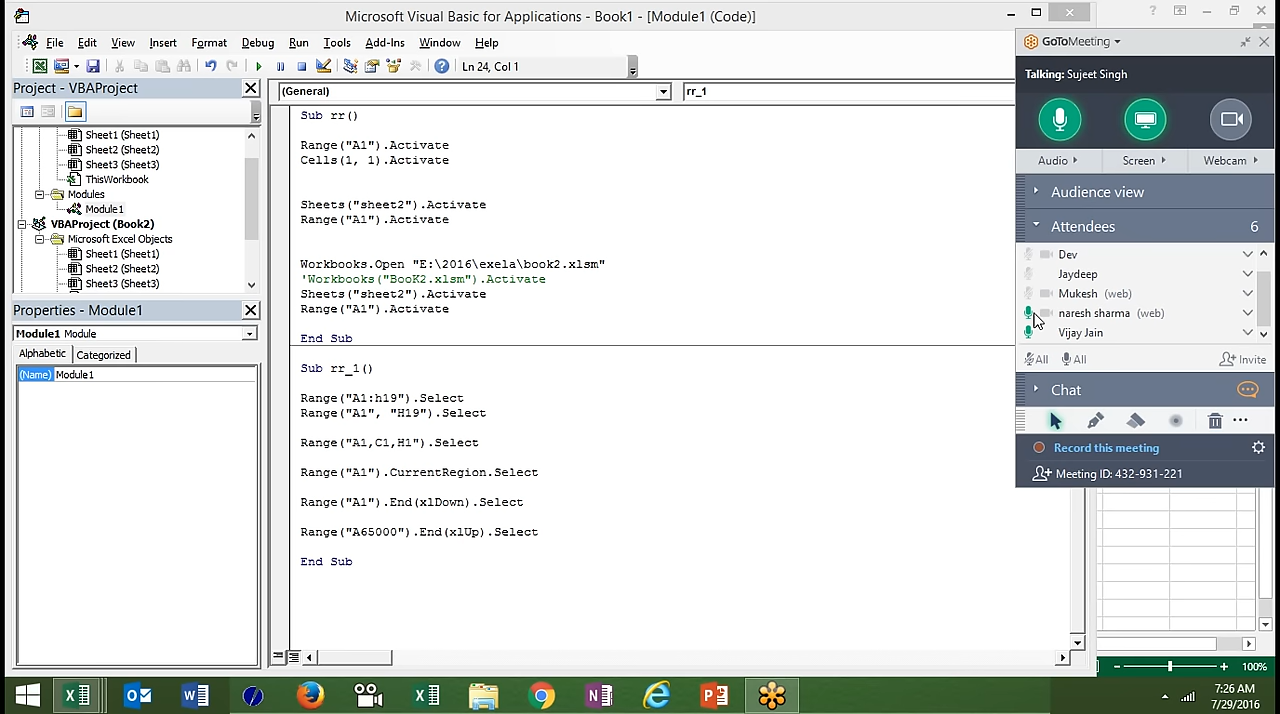 Microsoft Visual Basic for Applications - Book1 - [Module1 (Code)]
File Edit View Insert Format Debug Run Tools Add-Ins Window Help
Ln 24, Col 1
Project - VBAProject
Sheet1 (Sheet1)
Sheet2 (Sheet2)
Sheet3 (Sheet3)
ThisWorkbook
Modules
Module1
VBAProject (Book2)
Microsoft Excel Objects
Sheet1 (Sheet1)
Sheet2 (Sheet2)
Sheet3 (Sheet3)
Properties - Module1
Module1 Module
Alphabetic Categorized
(Name) Module1
(General) rr_1
Sub rr()
Range("A1").Activate
Cells(1, 1).Activate
Sheets("sheet2").Activate
Range("A1").Activate
Workbooks.Open "E:\2016\exela\book2.xlsm"
'Workbooks("BooK2.xlsm").Activate
Sheets("sheet2").Activate
Range("A1").Activate
End Sub
Sub rr_1()
Range("A1:h19").Select
Range("A1", "H19").Select
Range("A1,C1,H1").Select
Range("A1").CurrentRegion.Select
Range("A1").End(xlDown).Select
Range("A65000").End(xlUp).Select
End Sub
GoToMeeting
Talking: Sujeet Singh
Audio Screen Webcam
Audience view
Attendees 6
Dev
Jaydeep
Mukesh (web)
naresh sharma (web)
Vijay Jain
All All Invite
Chat
Record this meeting
Meeting ID: 432-931-221
100%
7:26 AM
7/29/2016